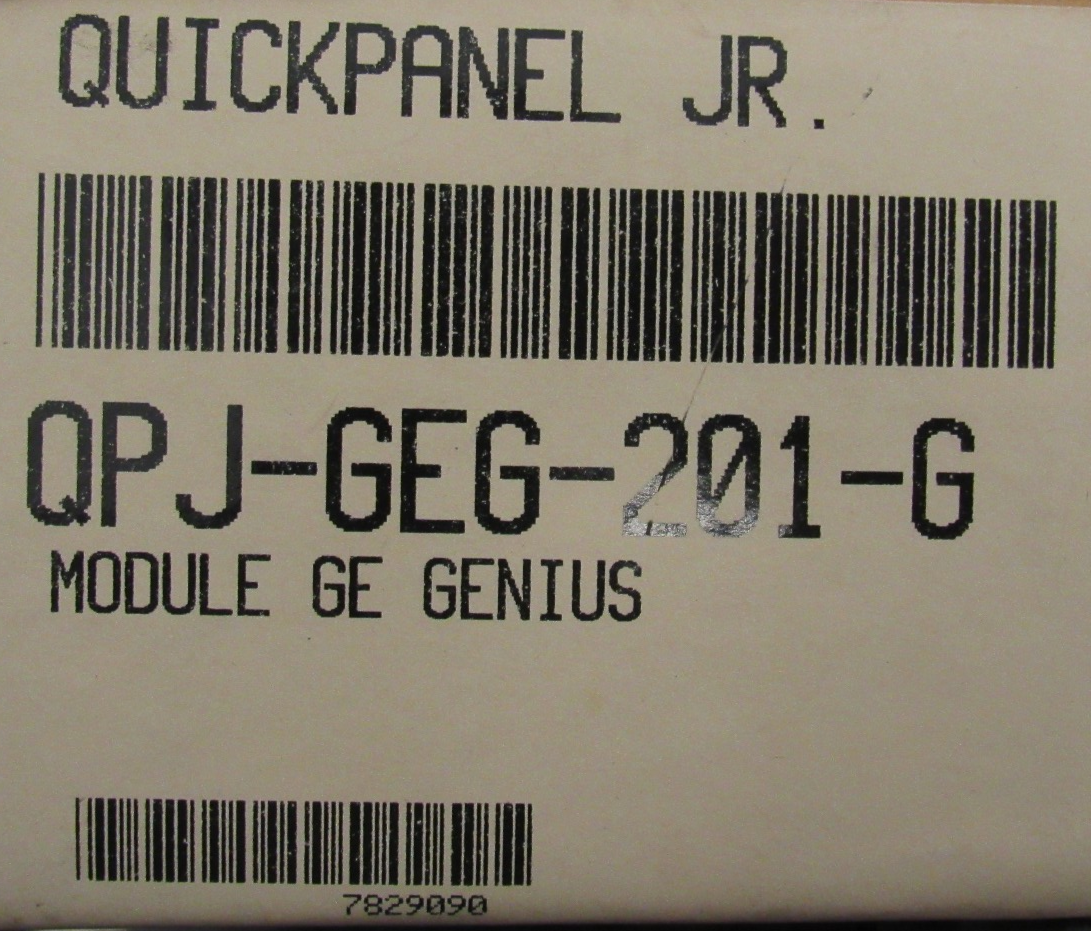 QUICKPANEL JR.
QPJ-GEG-201-G
MODULE GE GENIUS
7829090